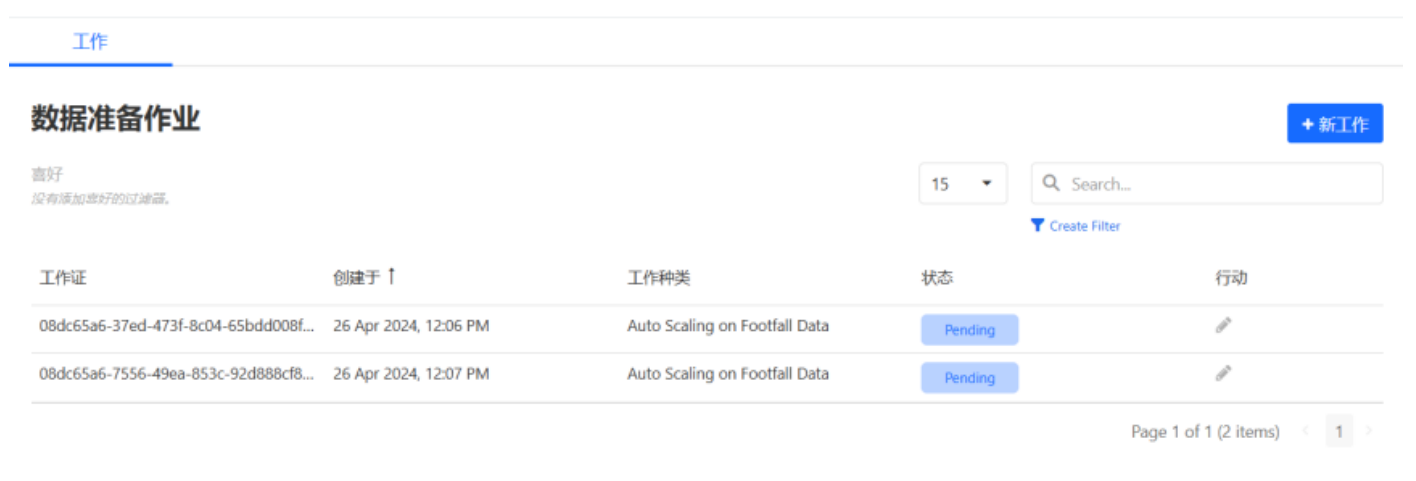 工作
数据准备作业
+ 新工作
喜好
没有添加喜好的过滤器。
15
Search...
Create Filter
工作证 创建于 ↑ 工作种类 状态 行动
08dc65a6-37ed-473f-8c04-65bdd008f... 26 Apr 2024, 12:06 PM Auto Scaling on Footfall Data Pending
08dc65a6-7556-49ea-853c-92d888cf8... 26 Apr 2024, 12:07 PM Auto Scaling on Footfall Data Pending
Page 1 of 1 (2 items) < 1 >